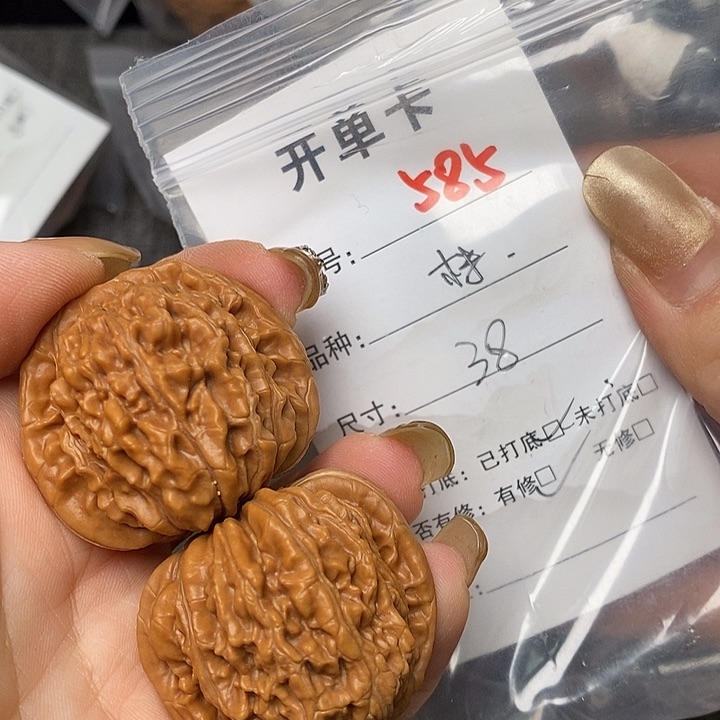 开单卡
号: 585
品种:
尺寸: 38
打底: 已打底☑ 未打底□
否有修: 有修☑ 无修□
: